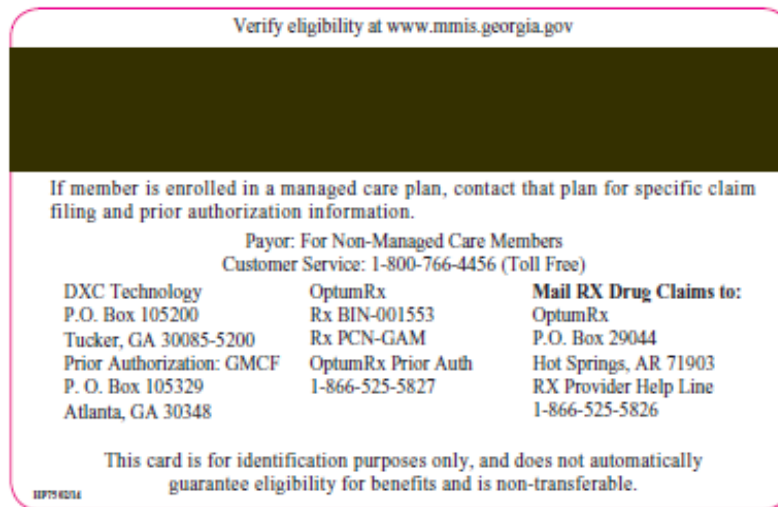 Verify eligibility at www.mmis.georgia.gov
If member is enrolled in a managed care plan, contact that plan for specific claim
filing and prior authorization information.
Payor: For Non-Managed Care Members
Customer Service: 1-800-766-4456 (Toll Free)
DXC Technology
P.O. Box 105200
Tucker, GA 30085-5200
Prior Authorization: GMCF
P. O. Box 105329
Atlanta, GA 30348
OptumRx
Rx BIN-001553
Rx PCN-GAM
OptumRx Prior Auth
1-866-525-5827
Mail RX Drug Claims to:
OptumRx
P.O. Box 29044
Hot Springs, AR 71903
RX Provider Help Line
1-866-525-5826
This card is for identification purposes only, and does not automatically
guarantee eligibility for benefits and is non-transferable.